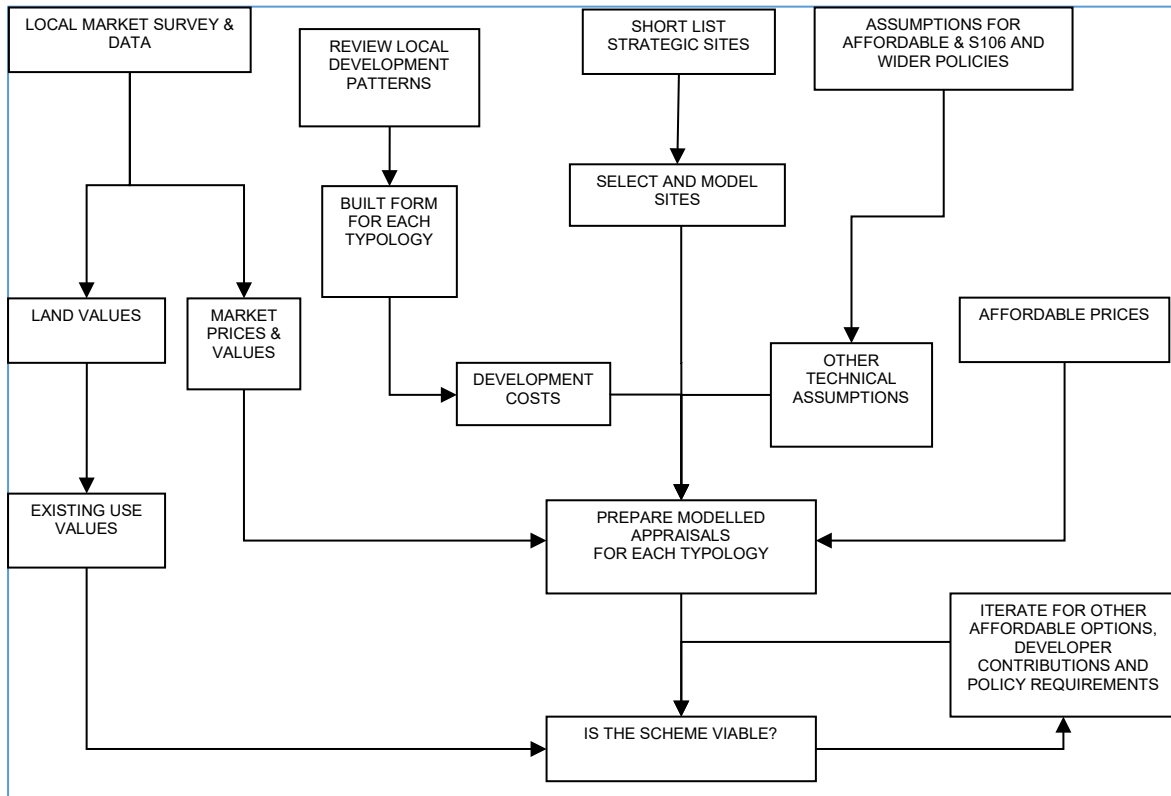 LOCAL MARKET SURVEY &
DATA
REVIEW LOCAL
DEVELOPMENT
PATTERNS
SHORT LIST
STRATEGIC SITES
ASSUMPTIONS FOR
AFFORDABLE & S106 AND
WIDER POLICIES
BUILT FORM
FOR EACH
TYPOLOGY
SELECT AND MODEL
SITES
LAND VALUES
MARKET
PRICES &
VALUES
DEVELOPMENT
COSTS
OTHER
TECHNICAL
ASSUMPTIONS
AFFORDABLE PRICES
EXISTING USE
VALUES
PREPARE MODELLED
APPRAISALS
FOR EACH TYPOLOGY
ITERATE FOR OTHER
AFFORDABLE OPTIONS,
DEVELOPER
CONTRIBUTIONS AND
POLICY REQUIREMENTS
IS THE SCHEME VIABLE?